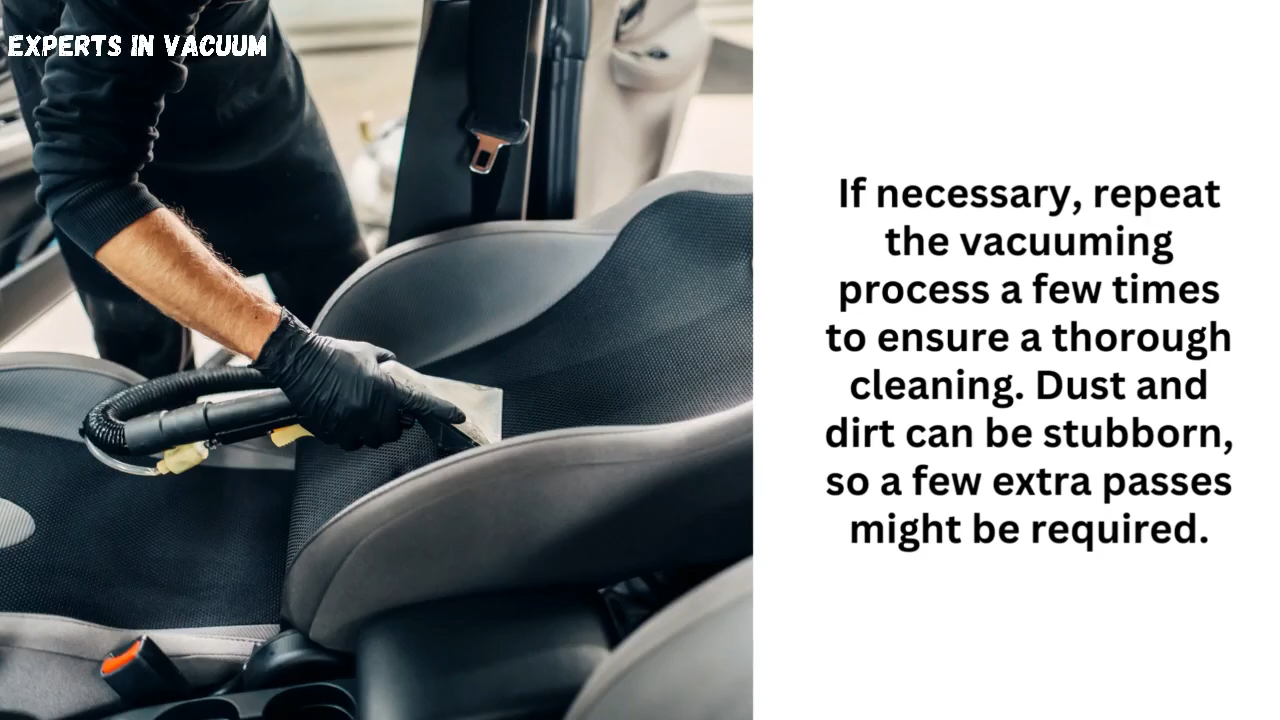 EXPERTS IN VACUUM
If necessary, repeat
the vacuuming
process a few times
to ensure a thorough
cleaning. Dust and
dirt can be stubborn,
so a few extra passes
might be required.